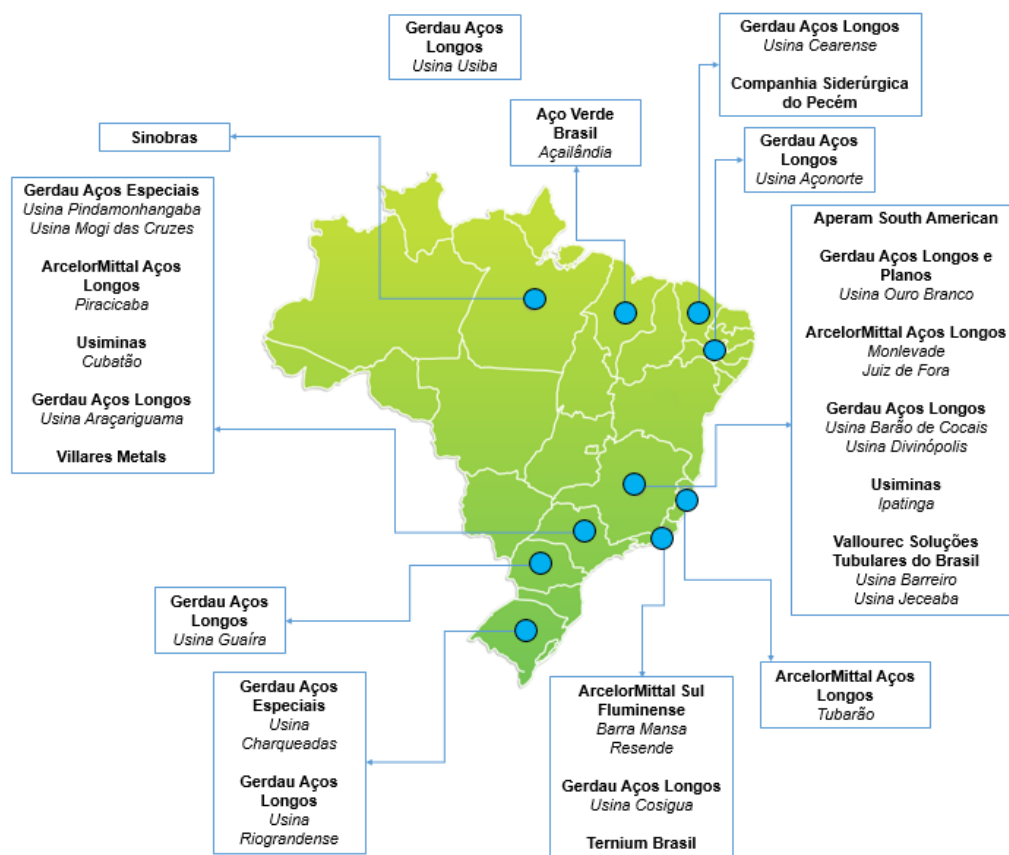 Gerdau Aços
Longos
Usina Usiba
Gerdau Aços Longos
Usina Cearense
Companhia Siderúrgica
do Pecém
Aço Verde
Brasil
Açailândia
Sinobras
Gerdau Aços
Longos
Usina Açonorte
Gerdau Aços Especiais
Usina Pindamonhangaba
Usina Mogi das Cruzes
ArcelorMittal Aços
Longos
Piracicaba
Usiminas
Cubatão
Gerdau Aços Longos
Usina Araçariguama
Villares Metals
Aperam South American
Gerdau Aços Longos e
Planos
Usina Ouro Branco
ArcelorMittal Aços Longos
Monlevade
Juiz de Fora
Gerdau Aços Longos
Usina Barão de Cocais
Usina Divinópolis
Usiminas
Ipatinga
Vallourec Soluções
Tubulares do Brasil
Usina Barreiro
Usina Jeceaba
Gerdau Aços
Longos
Usina Guaíra
Gerdau Aços
Especiais
Usina
Charqueadas
Gerdau Aços
Longos
Usina
Riograndense
ArcelorMittal Sul
Fluminense
Barra Mansa
Resende
Gerdau Aços Longos
Usina Cosigua
Ternium Brasil
ArcelorMittal Aços
Longos
Tubarão